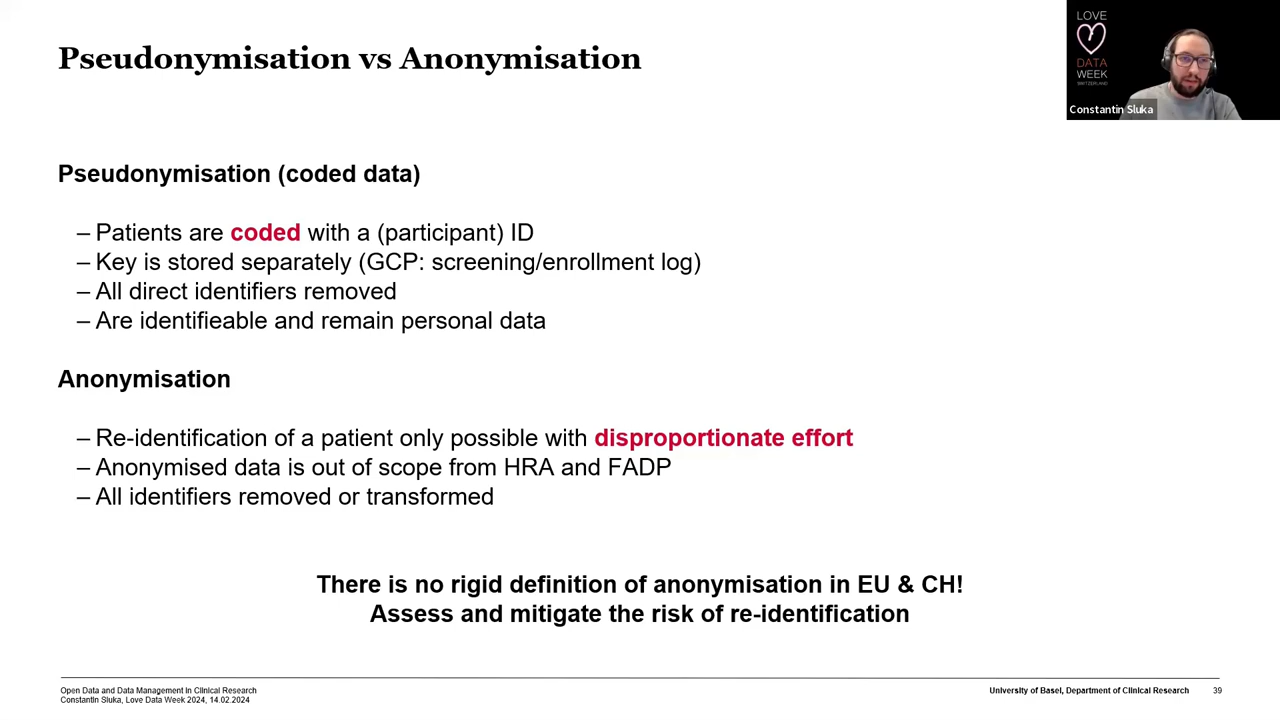 Pseudonymisation vs Anonymisation
LOVE
DATA
WEEK
SWITZERLAND
Constantin Sluka
Pseudonymisation (coded data)
– Patients are coded with a (participant) ID
– Key is stored separately (GCP: screening/enrollment log)
– All direct identifiers removed
– Are identifieable and remain personal data
Anonymisation
– Re-identification of a patient only possible with disproportionate effort
– Anonymised data is out of scope from HRA and FADP
– All identifiers removed or transformed
There is no rigid definition of anonymisation in EU & CH!
Assess and mitigate the risk of re-identification
Open Data and Data Management in Clinical Research
Constantin Sluka, Love Data Week 2024, 14.02.2024
University of Basel, Department of Clinical Research 39